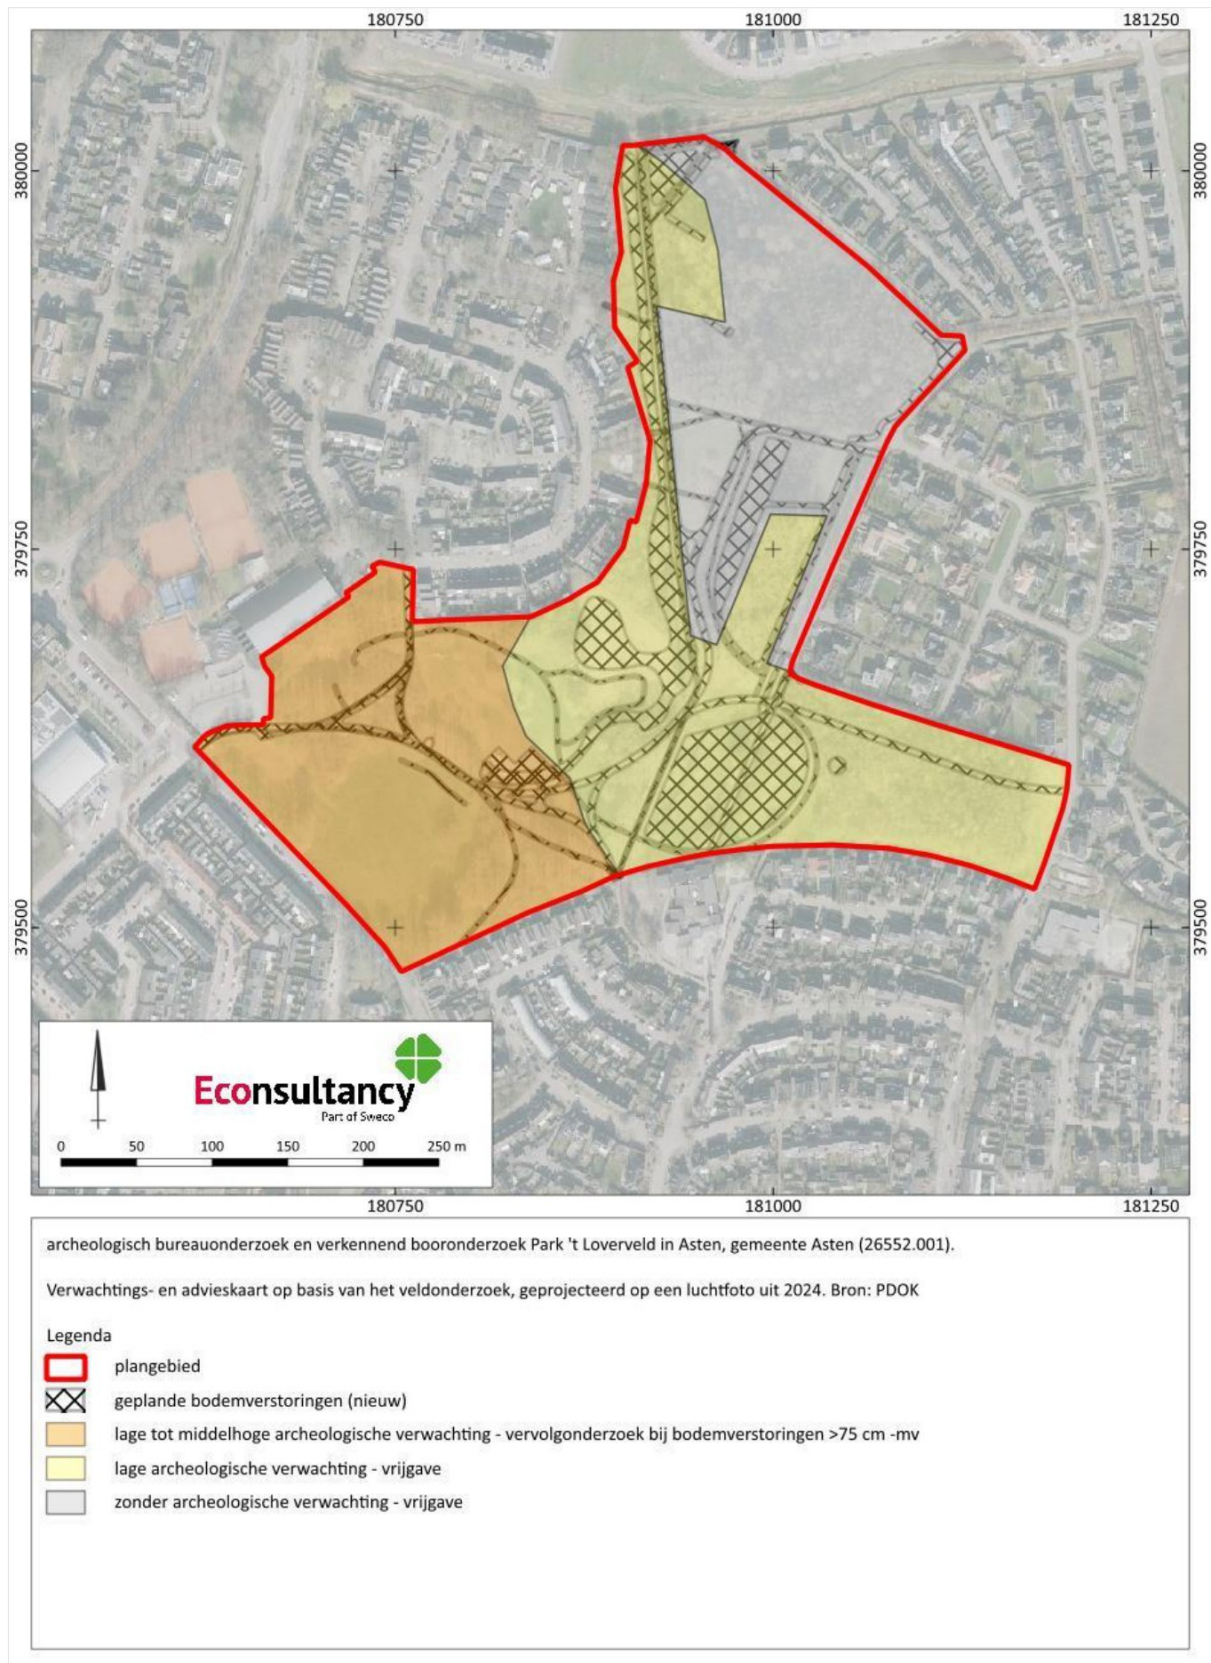 180750
181000
181250
380000
380000
379750
379750
379500
379500
Econsultancy
Part of Sweco
0 50 100 150 200 250 m
180750
181000
181250
archeologisch bureauonderzoek en verkennend booronderzoek Park 't Loverveld in Asten, gemeente Asten (26552.001).
Verwachtings- en advieskaart op basis van het veldonderzoek, geprojecteerd op een luchtfoto uit 2024. Bron: PDOK
Legenda
plangebied
geplande bodemverstoringen (nieuw)
lage tot middelhoge archeologische verwachting - vervolgonderzoek bij bodemverstoringen >75 cm -mv
lage archeologische verwachting - vrijgave
zonder archeologische verwachting - vrijgave